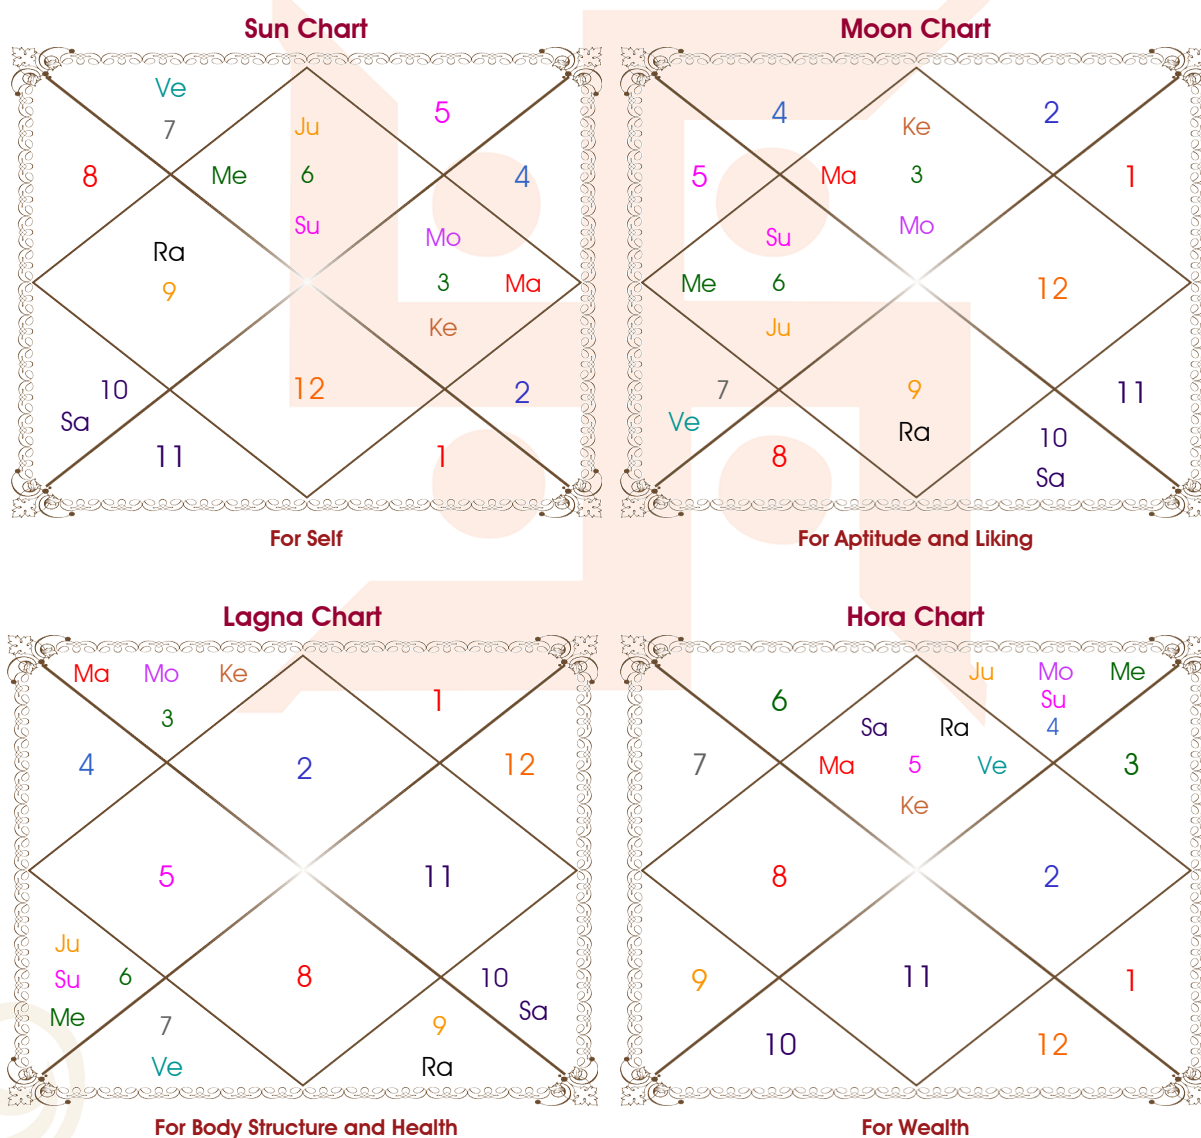 Sun Chart
Ve
7
Ju
5
8
Me
6
4
Su
Mo
Ra
9
3
Ma
Ke
10
12
2
Sa
11
1
For Self
Moon Chart
4
Ke
2
5
Ma
3
1
Su
Mo
Me
6
12
Ju
7
9
11
Ve
Ra
10
8
Sa
For Aptitude and Liking
Lagna Chart
Ma Mo Ke
3
1
4
2
12
5
11
Ju
Su
6
8
10
Me
7
9
Sa
Ve
Ra
For Body Structure and Health
Hora Chart
Ju Mo Me
6
Su
Sa Ra
4
7
Ma 5 Ve
3
Ke
8
2
9
11
1
10
12
For Wealth